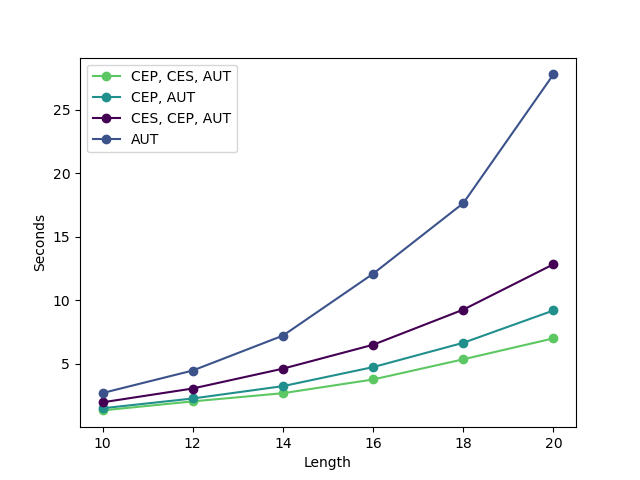 CEP, CES, AUT
CEP, AUT
CES, CEP, AUT
AUT
25
20
15
10
5
Seconds
10 12 14 16 18 20
Length